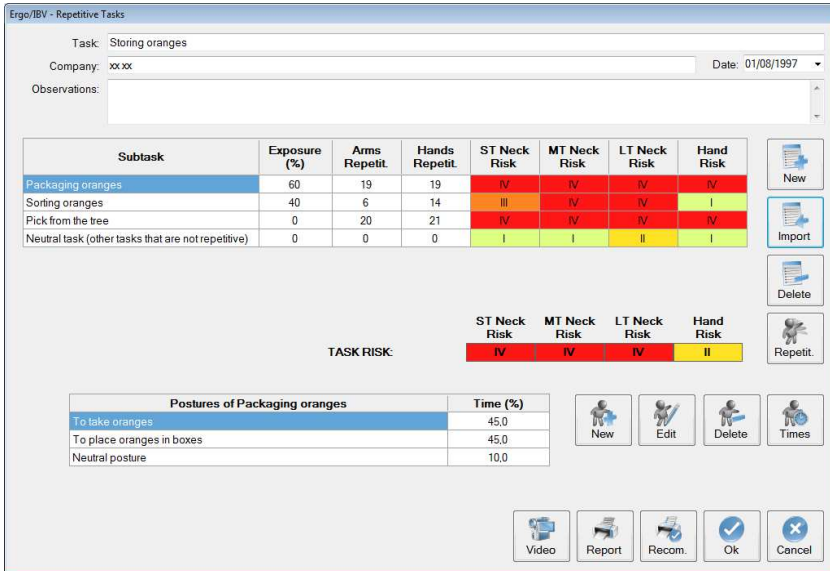 Ergo/IBV - Repetitive Tasks
Task: Storing oranges
Company: xx xx Date: 01/08/1997
Observations:
Subtask Exposure (%) Arms Repetit. Hands Repetit. ST Neck Risk MT Neck Risk LT Neck Risk Hand Risk
Packaging oranges 60 19 19 IV IV IV IV
Sorting oranges 40 6 14 III IV IV I
Pick from the tree 0 20 21 IV IV IV IV
Neutral task (other tasks that are not repetitive) 0 0 0 I I II I
New
Import
Delete
Repetit.
ST Neck Risk MT Neck Risk LT Neck Risk Hand Risk
TASK RISK: IV IV IV II
Postures of Packaging oranges Time (%)
To take oranges 45,0
To place oranges in boxes 45,0
Neutral posture 10,0
New Edit Delete Times
Video Report Recom. Ok Cancel